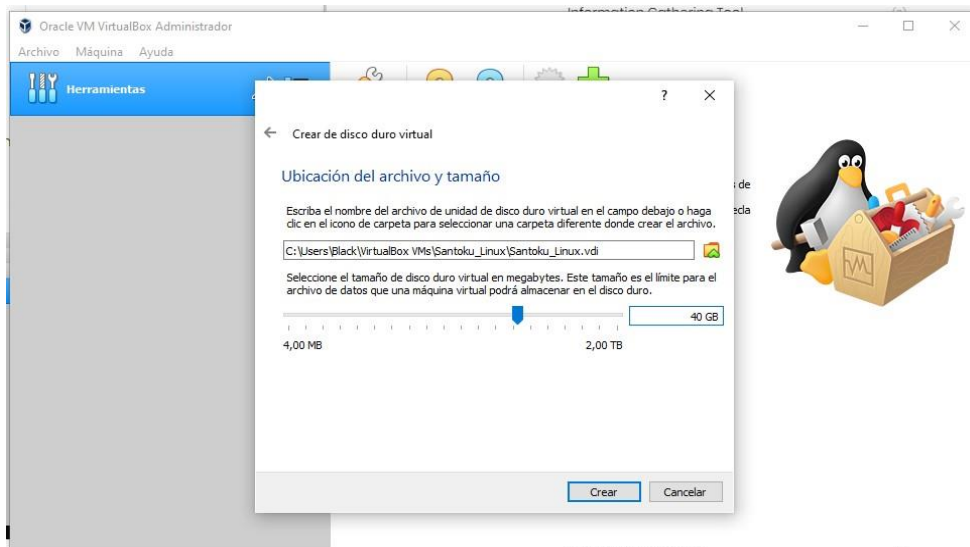 Information Gathering Tool
Oracle VM VirtualBox Administrador
Archivo Máquina Ayuda
Herramientas
Crear de disco duro virtual
Ubicación del archivo y tamaño
s de
Escriba el nombre del archivo de unidad de disco duro virtual en el campo debajo o haga
clic en el icono de carpeta para seleccionar una carpeta diferente donde crear el archivo.
C:\Users\Black\VirtualBox VMs\Santoku_Linux\Santoku_Linux.vdi
Seleccione el tamaño de disco duro virtual en megabytes. Este tamaño es el límite para el
archivo de datos que una máquina virtual podrá almacenar en el disco duro.
40 GB
4,00 MB 2,00 TB
Crear Cancelar